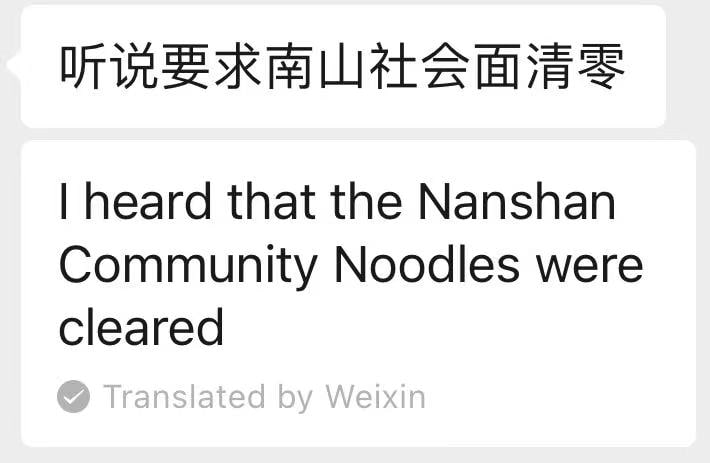 听说要求南山社会面清零
I heard that the Nanshan
Community Noodles were
cleared
Translated by Weixin